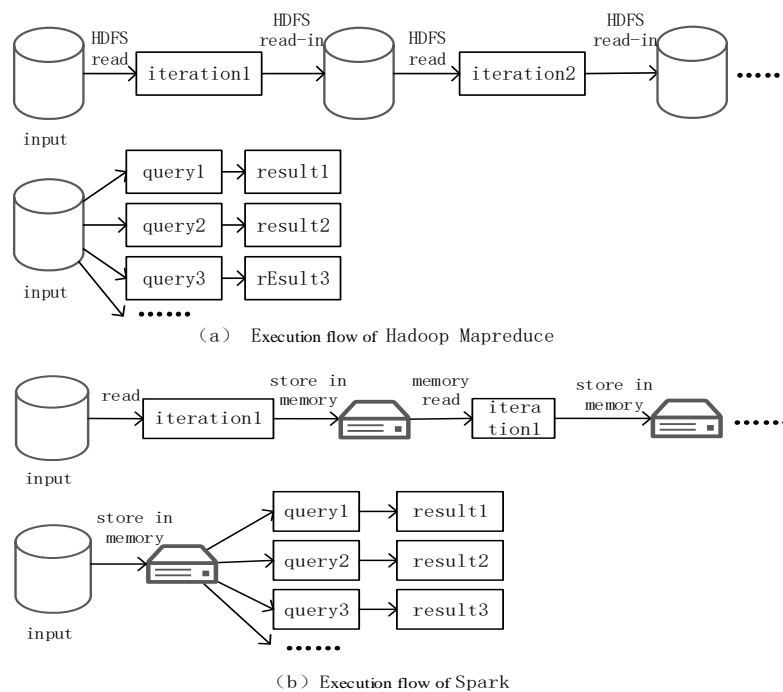 HDFS
read
iteration1
HDFS
read-in
HDFS
read
iteration2
HDFS
read-in
input
query1
result1
query2
result2
query3
rEsult3
input
(a) Execution flow of Hadoop Mapreduce
read
iteration1
store in
memory
memory
read
itera
tion1
store in
memory
input
store in
memory
query1
result1
query2
result2
query3
result3
input
(b) Execution flow of Spark